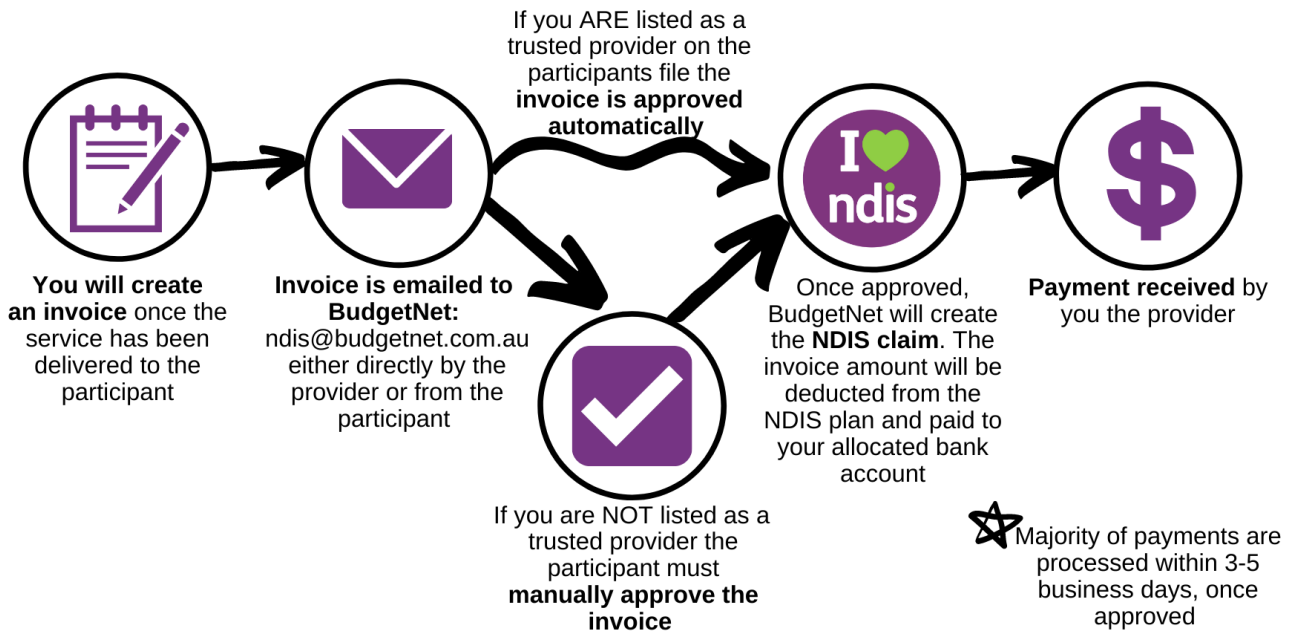 If you ARE listed as a
trusted provider on the
participants file the
invoice is approved
automatically
I
ndis
You will create
an invoice once the
service has been
delivered to the
participant
Invoice is emailed to
BudgetNet:
ndis@budgetnet.com.au
either directly by the
provider or from the
participant
If you are NOT listed as a
trusted provider the
participant must
manually approve the
invoice
Once approved,
BudgetNet will create
the NDIS claim. The
invoice amount will be
deducted from the
NDIS plan and paid to
your allocated bank
account
$
Payment received by
you the provider
Majority of payments are
processed within 3-5
business days, once
approved